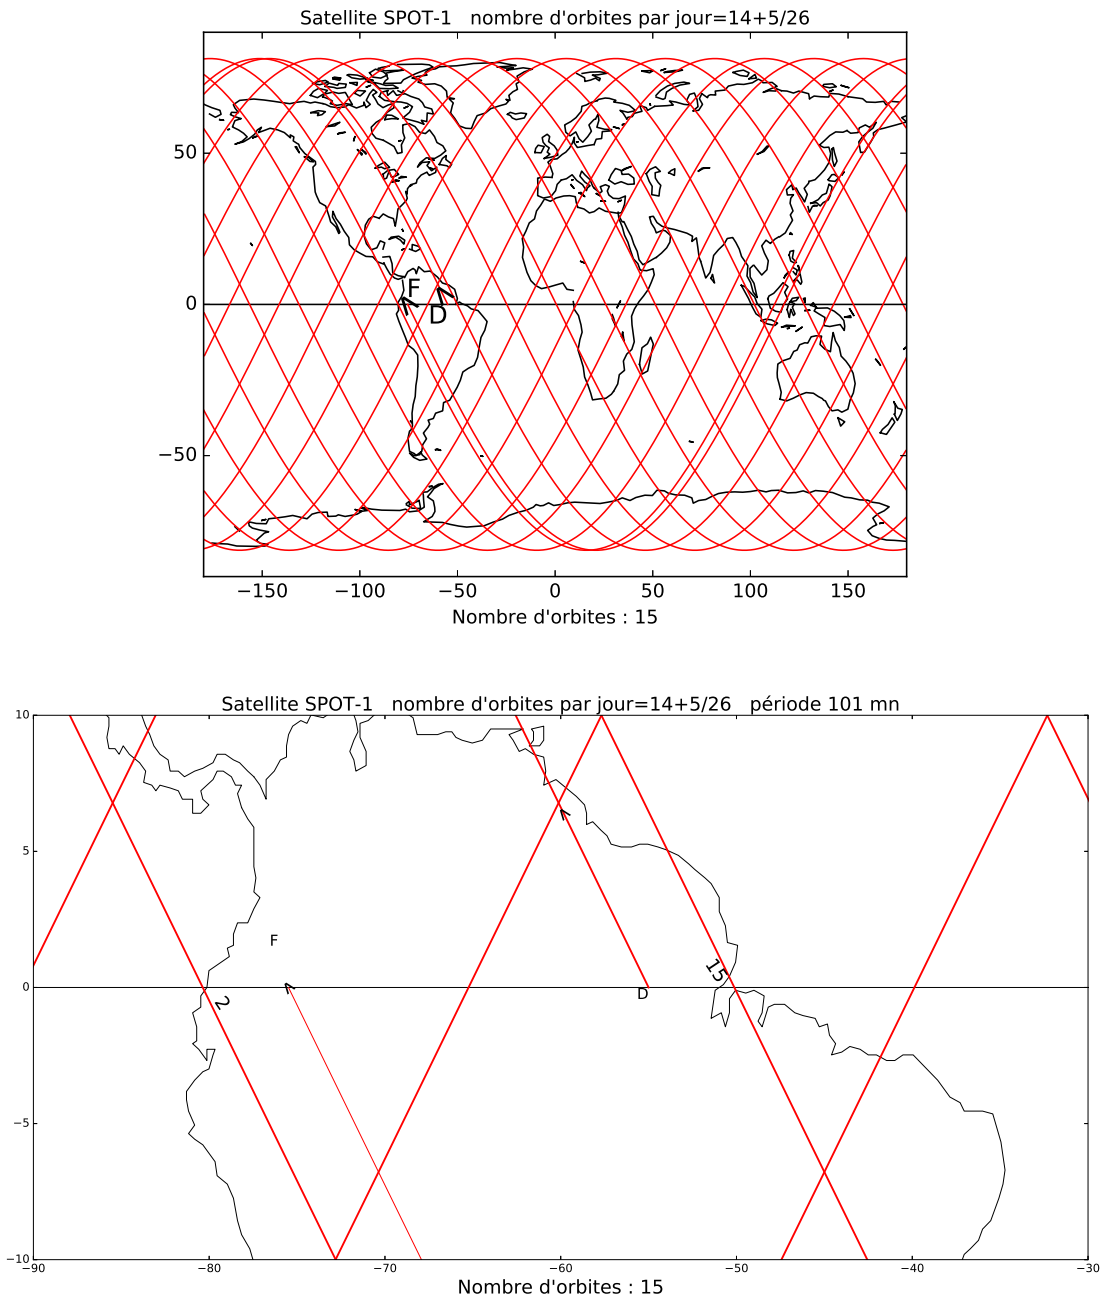 Satellite SPOT-1 nombre d'orbites par jour=14+5/26
50
0
−50
F
D
−150 −100 −50 0 50 100 150
Nombre d'orbites : 15
Satellite SPOT-1 nombre d'orbites par jour=14+5/26 période 101 mn
10
5
0
−5
−10
F
2
D
15
−90 −80 −70 −60 −50 −40 −30
Nombre d'orbites : 15